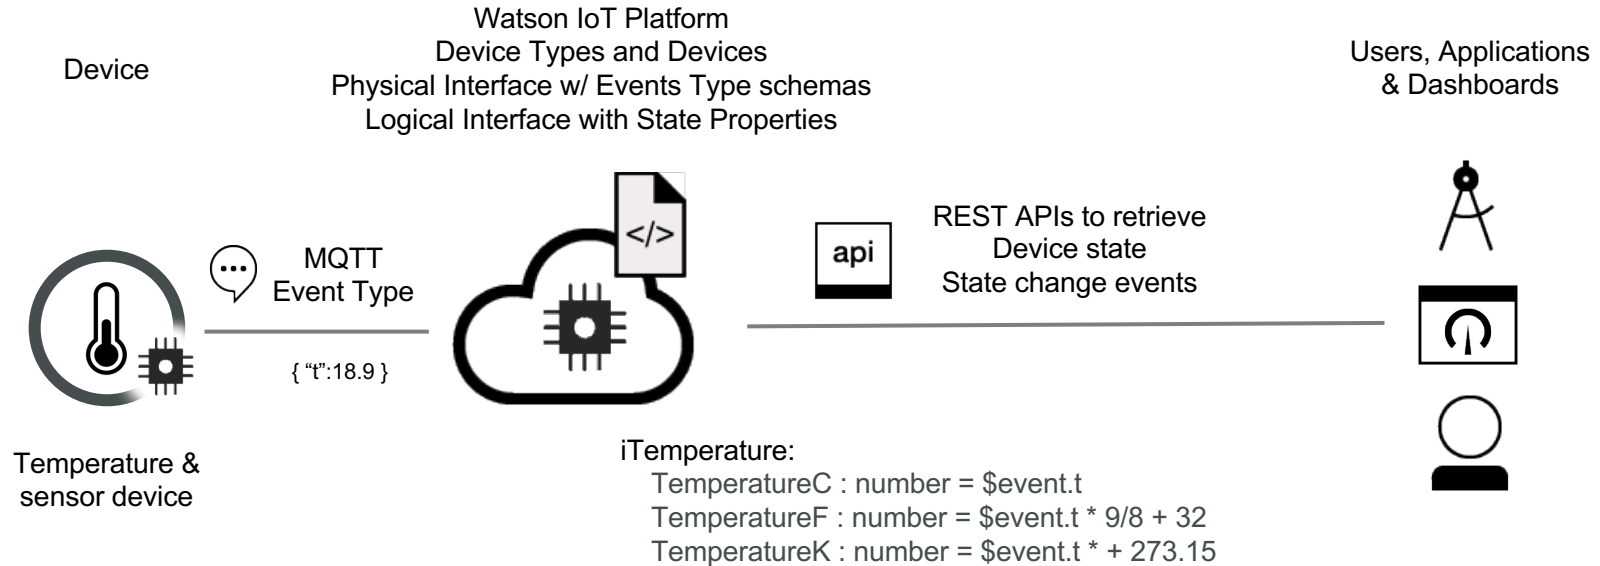 Device
Watson IoT Platform
Device Types and Devices
Physical Interface w/ Events Type schemas
Logical Interface with State Properties
Users, Applications
& Dashboards
MQTT
Event Type
{ “t”:18.9 }
</>
api
REST APIs to retrieve
Device state
State change events
Temperature &
sensor device
iTemperature:
TemperatureC : number = $event.t
TemperatureF : number = $event.t * 9/8 + 32
TemperatureK : number = $event.t * + 273.15